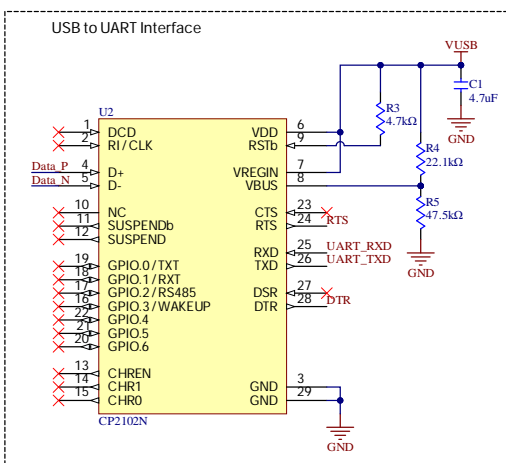 USB to UART Interface
VUSB
C1
4.7uF
GND
R3
4.7kΩ
R4
22.1kΩ
R5
47.5kΩ
GND
U2
1 DCD
2 RI/CLK
Data_P 4 D+
Data_N 5 D-
10 NC
11 SUSPENDb
12 SUSPEND
19 GPIO.0/TXT
18 GPIO.1/RXT
17 GPIO.2/RS485
16 GPIO.3/WAKEUP
22 GPIO.4
21 GPIO.5
20 GPIO.6
13 CHREN
14 CHR1
15 CHR0
VDD 6
RSTb 9
VREGIN 7
VBUS 8
CTS 23
RTS 24 RTS
RXD 25 UART_RXD
TXD 26 UART_TXD
DSR 27
DTR 28 DTR
GND 3
GND 29
CP2102N
GND